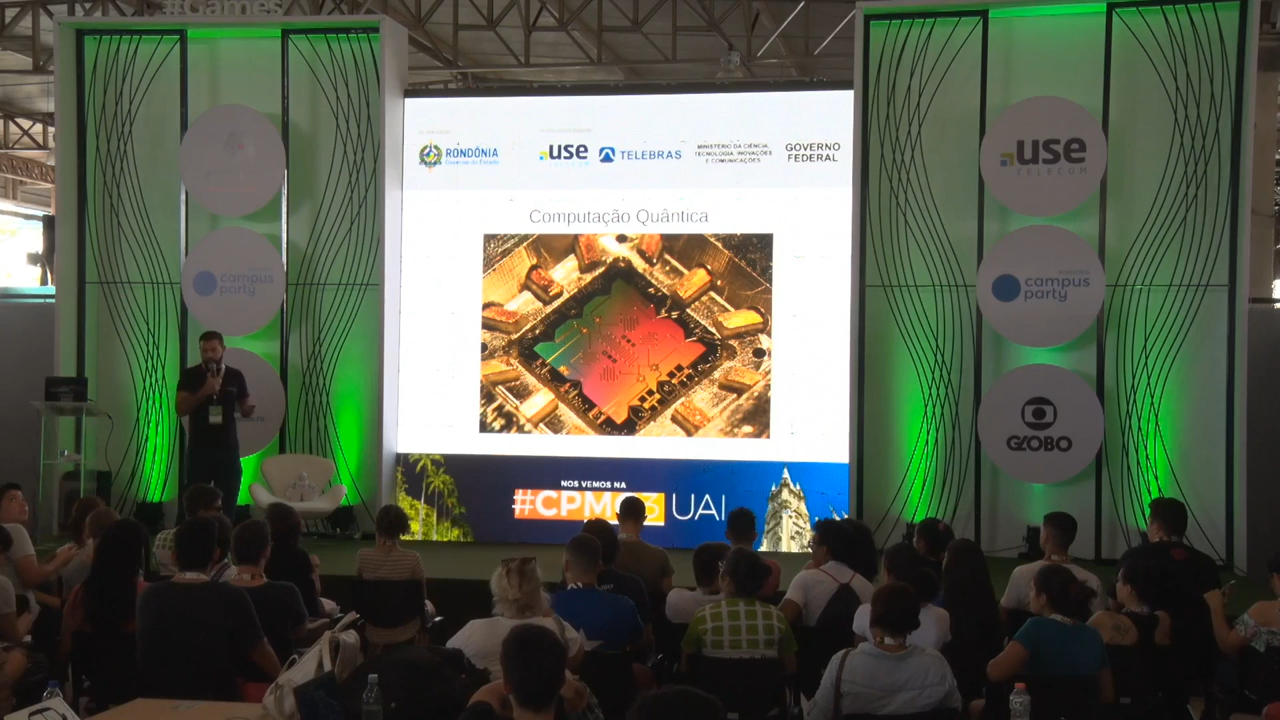 #Games
RONDÔNIA
Governo do Estado
use
TELEBRAS
MINISTÉRIO DA CIÊNCIA,
TECNOLOGIA, INOVAÇÕES
E COMUNICAÇÕES
GOVERNO
FEDERAL
Computação Quântica
NOS VEMOS NA
#CPMG3 UAI
campus
party
use
TELECOM
campus
party
GLOBO